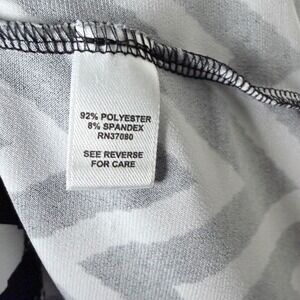 92% POLYESTER
8% SPANDEX
RN37080
SEE REVERSE
FOR CARE